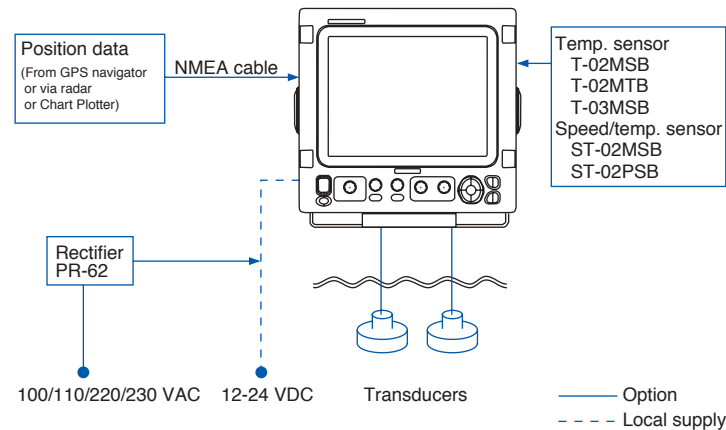 Position data
(From GPS navigator
or via radar
or Chart Plotter)
NMEA cable
Temp. sensor
T-02MSB
T-02MTB
T-03MSB
Speed/temp. sensor
ST-02MSB
ST-02PSB
Rectifier
PR-62
100/110/220/230 VAC
12-24 VDC
Transducers
Option
Local supply